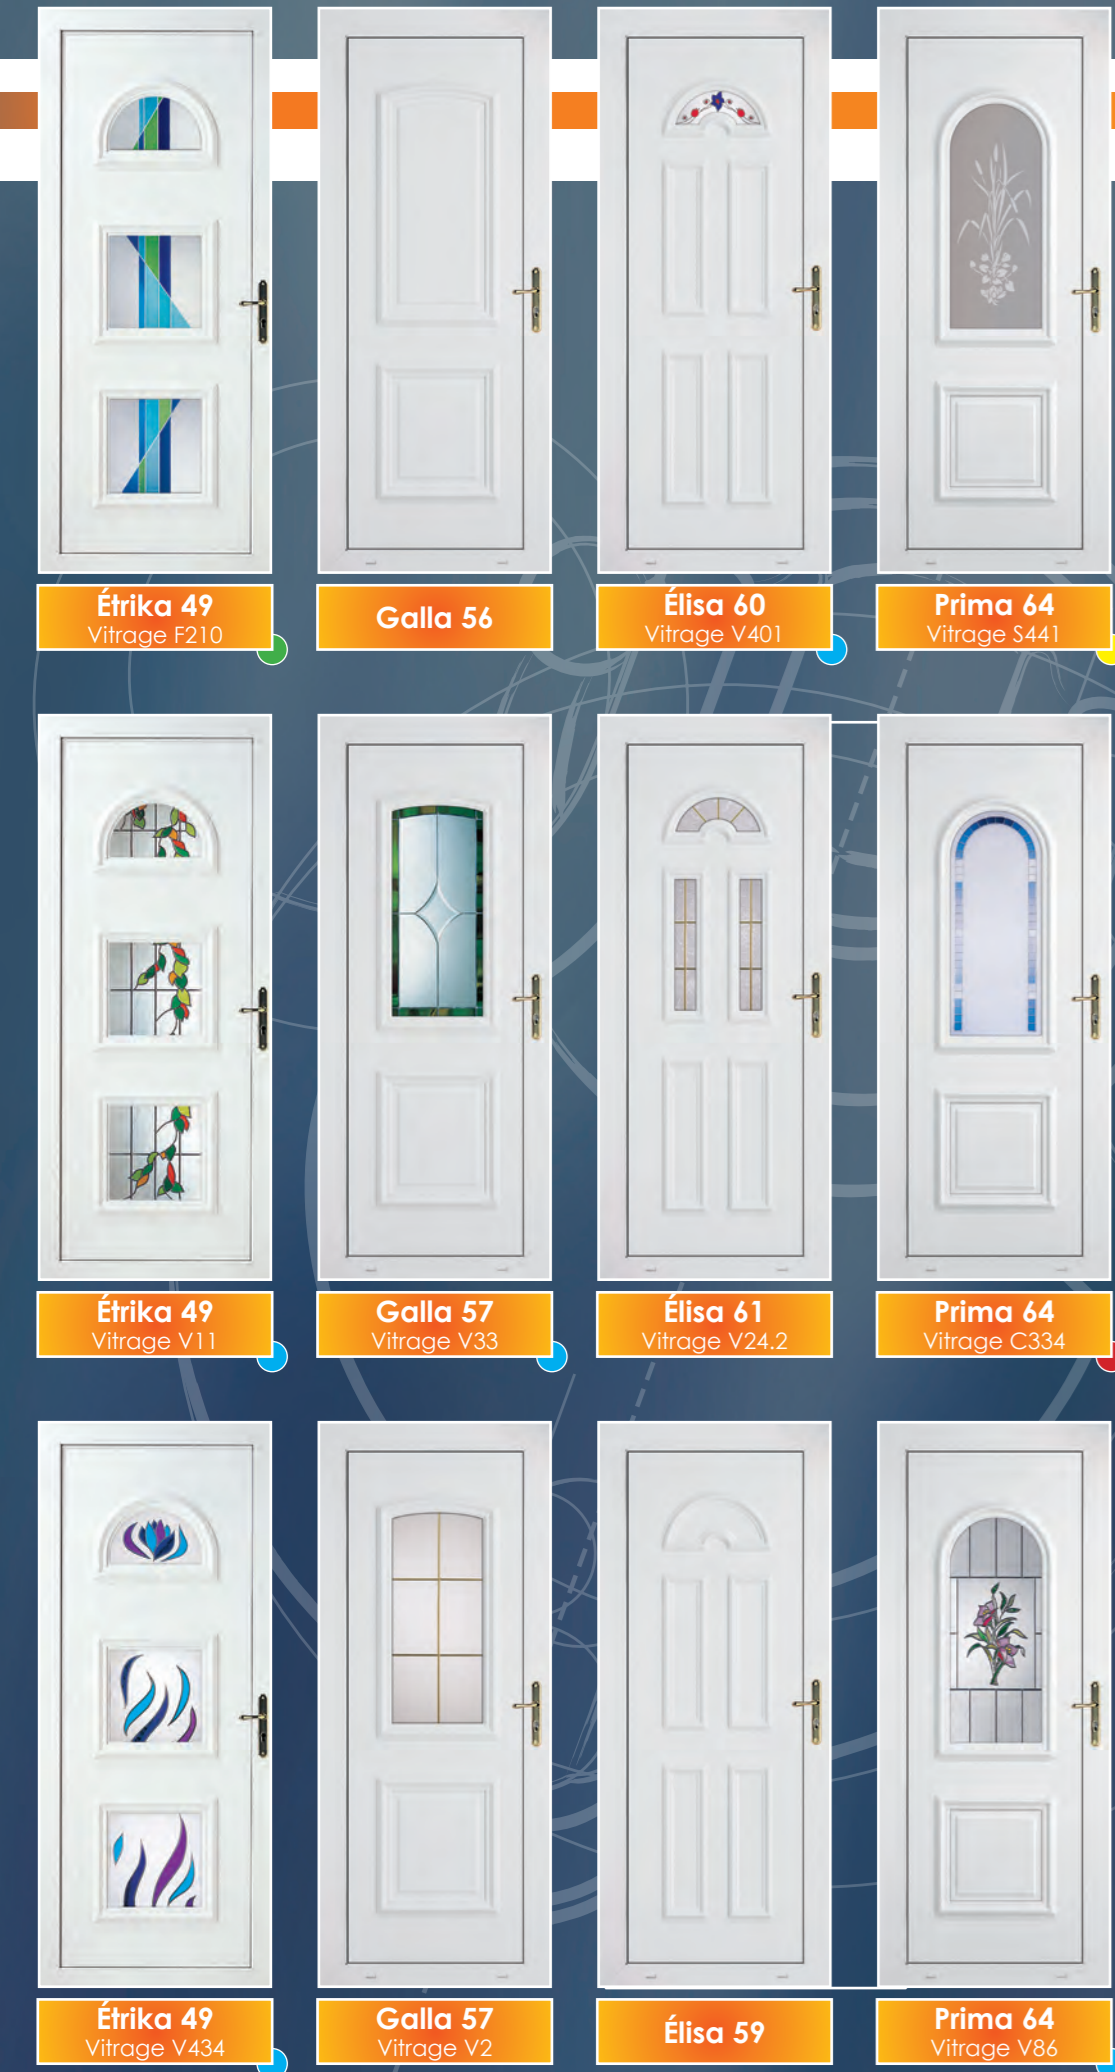 Étrika 49
Vitrage F210
Galla 56
Élisa 60
Vitrage V401
Prima 64
Vitrage S441
Étrika 49
Vitrage V11
Galla 57
Vitrage V33
Élisa 61
Vitrage V24.2
Prima 64
Vitrage C334
Étrika 49
Vitrage V434
Galla 57
Vitrage V2
Élisa 59
Prima 64
Vitrage V86